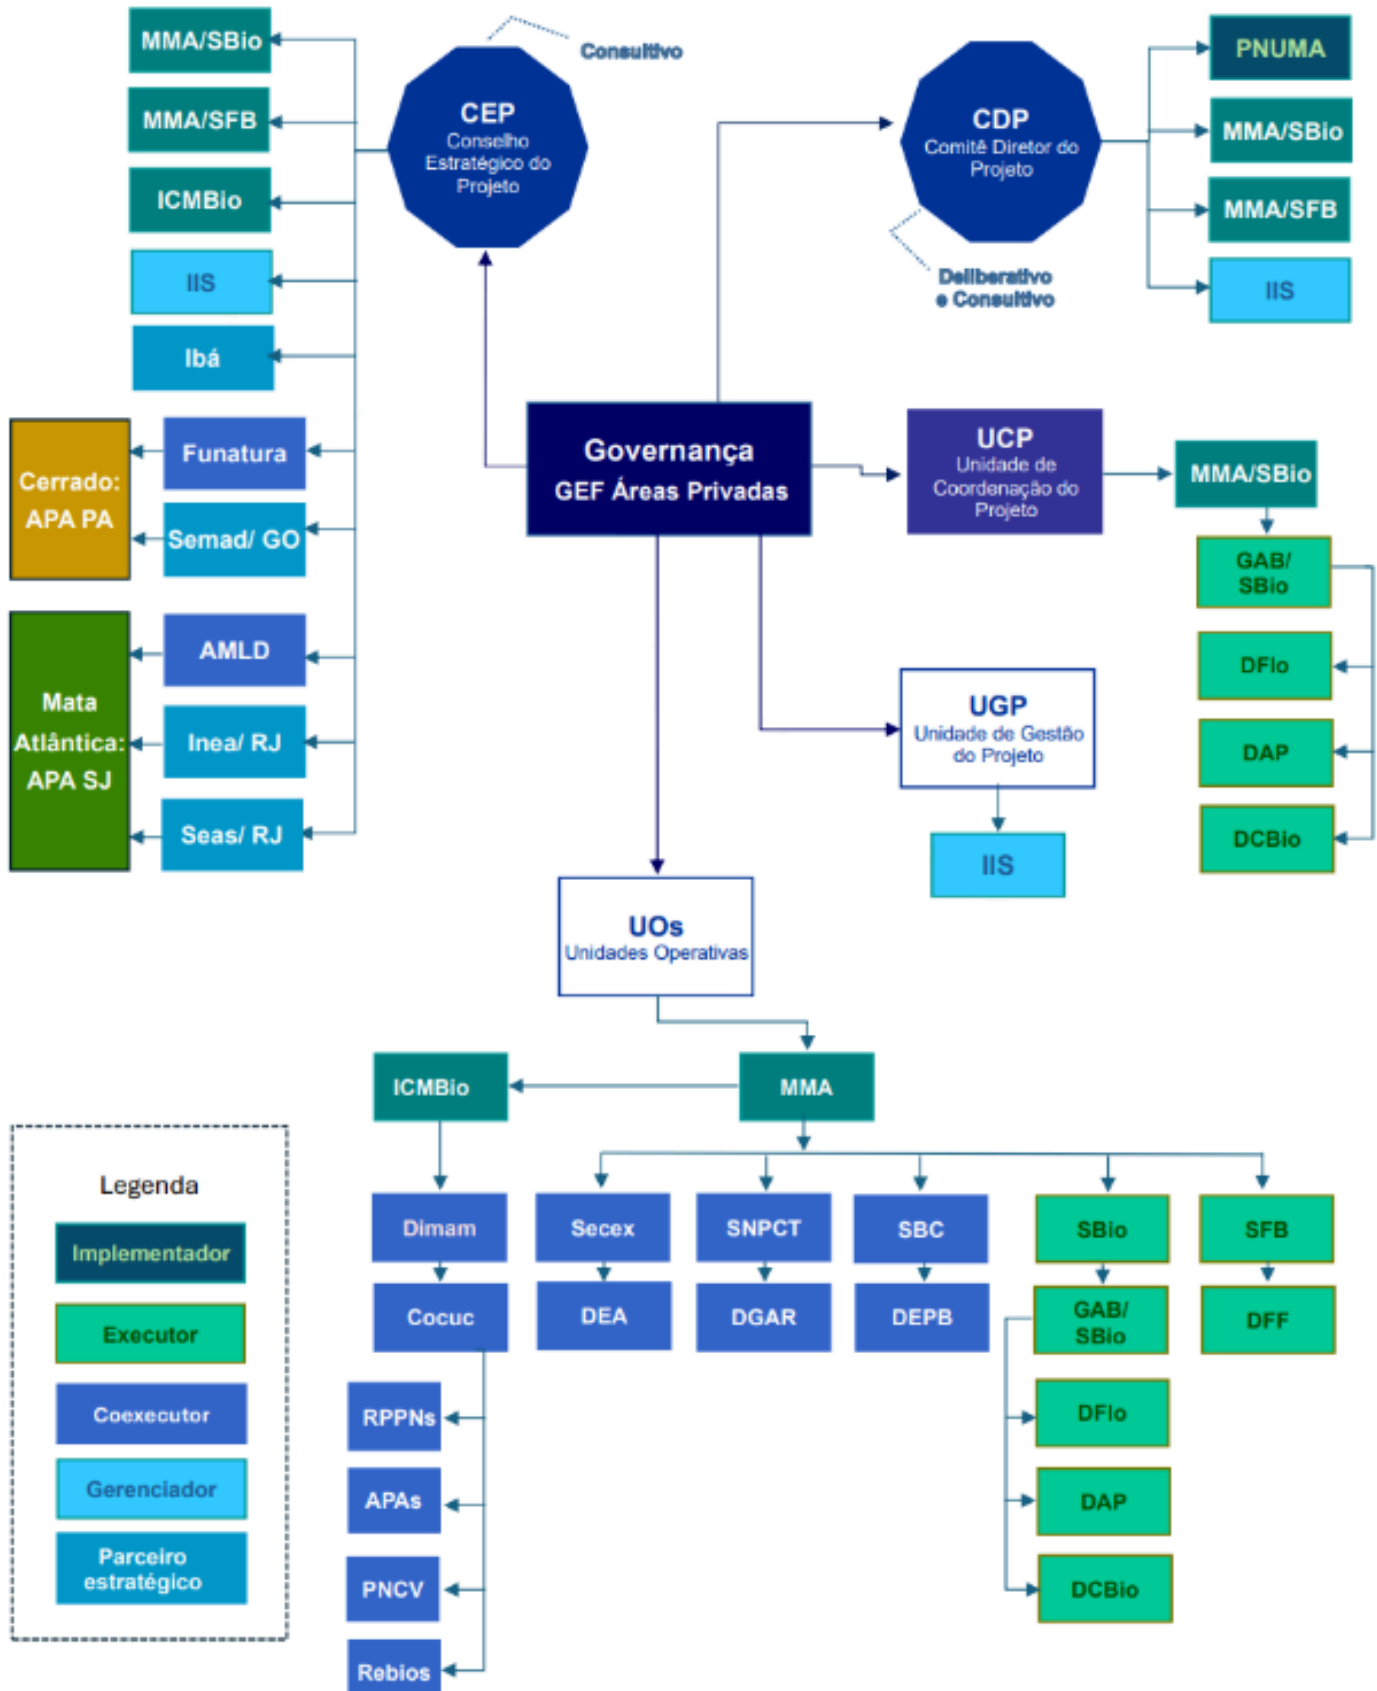 MMA/SBio
MMA/SFB
ICMBio
IIS
Ibá
Funatura
Semad/ GO
Cerrado:
APA PA
AMLD
Inea/ RJ
Seas/ RJ
Mata
Atlântica:
APA SJ
CEP
Conselho
Estratégico do
Projeto
Consultivo
CDP
Comitê Diretor do
Projeto
Deliberativo
e Consultivo
PNUMA
MMA/SBio
MMA/SFB
IIS
Governança
GEF Áreas Privadas
UCP
Unidade de
Coordenação do
Projeto
MMA/SBio
GAB/
SBio
DFlo
DAP
DCBio
UGP
Unidade de Gestão
do Projeto
IIS
UOs
Unidades Operativas
ICMBio
MMA
Dimam
Secex
SNPCT
SBC
SBio
SFB
Cocuc
DEA
DGAR
DEPB
GAB/
SBio
DFF
RPPNs
APAs
PNCV
Rebios
DFlo
DAP
DCBio
Legenda
Implementador
Executor
Coexecutor
Gerenciador
Parceiro
estratégico